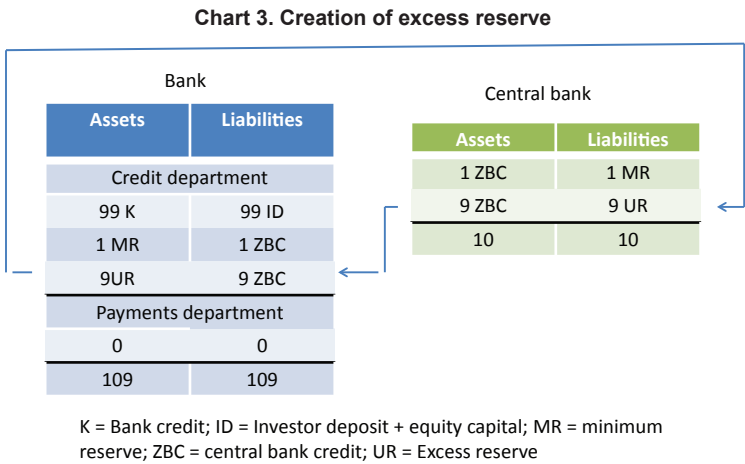 Chart 3. Creation of excess reserve
Bank
Assets Liabilities
Credit department
99 K 99 ID
1 MR 1 ZBC
9UR 9 ZBC
Payments department
0 0
109 109
Central bank
Assets Liabilities
1 ZBC 1 MR
9 ZBC 9 UR
10 10
K = Bank credit; ID = Investor deposit + equity capital; MR = minimum
reserve; ZBC = central bank credit; UR = Excess reserve